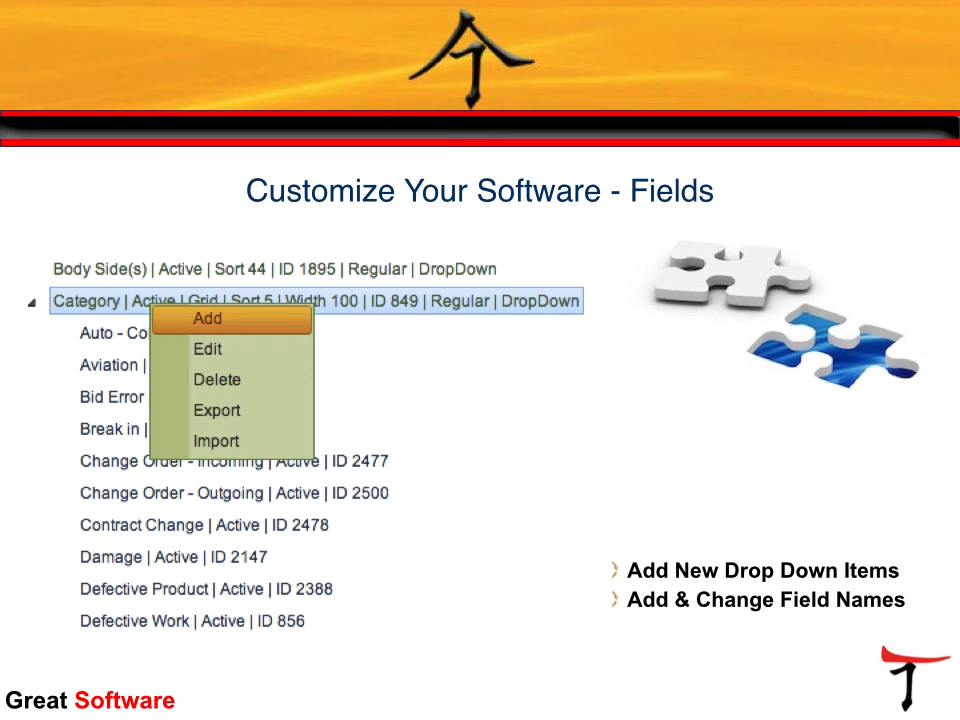 今
Customize Your Software - Fields
Body Side(s) | Active | Sort 44 | ID 1895 | Regular | DropDown
Category | Active | Grid | Sort 5 | Width 100 | ID 849 | Regular | DropDown
Add
Auto - Co
Edit
Aviation |
Delete
Bid Error
Export
Break in |
Import
Change Order - Incoming | Active | ID 2477
Change Order - Outgoing | Active | ID 2500
Contract Change | Active | ID 2478
Damage | Active | ID 2147
Defective Product | Active | ID 2388
Defective Work | Active | ID 856
Add New Drop Down Items
Add & Change Field Names
Great Software